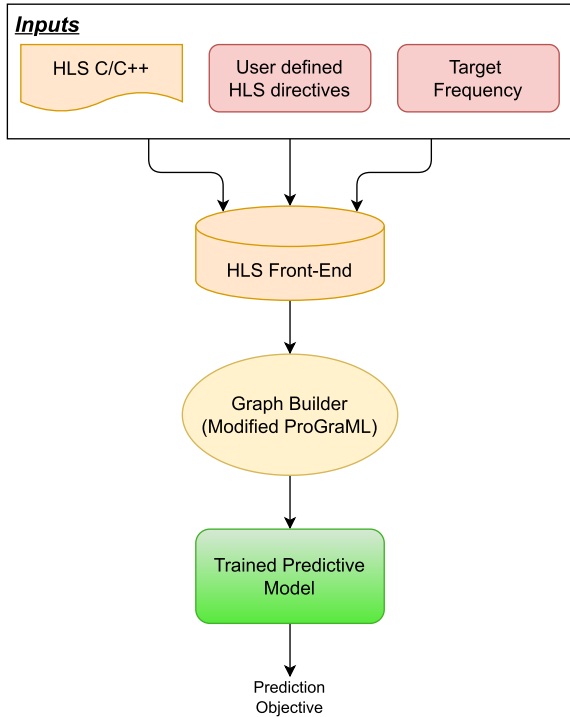 Inputs
HLS C/C++
User defined
HLS directives
Target
Frequency
HLS Front-End
Graph Builder
(Modified ProGraML)
Trained Predictive
Model
Prediction
Objective